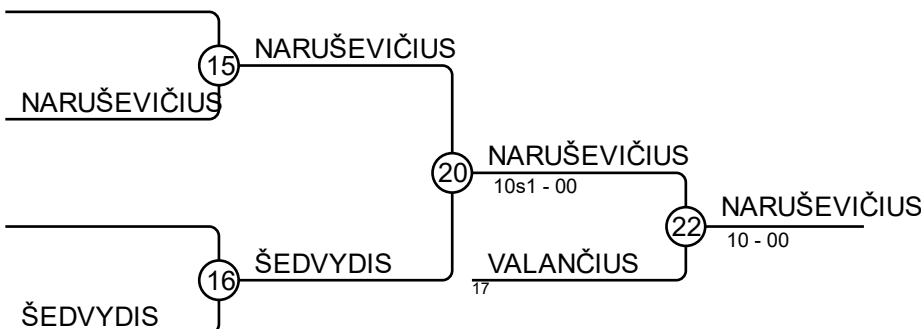 15
NARUŠEVIČIUS
NARUŠEVIČIUS
20
NARUŠEVIČIUS
10s1 - 00
22
NARUŠEVIČIUS
10 - 00
16
ŠEDVYDIS
VALANČIUS
17
ŠEDVYDIS